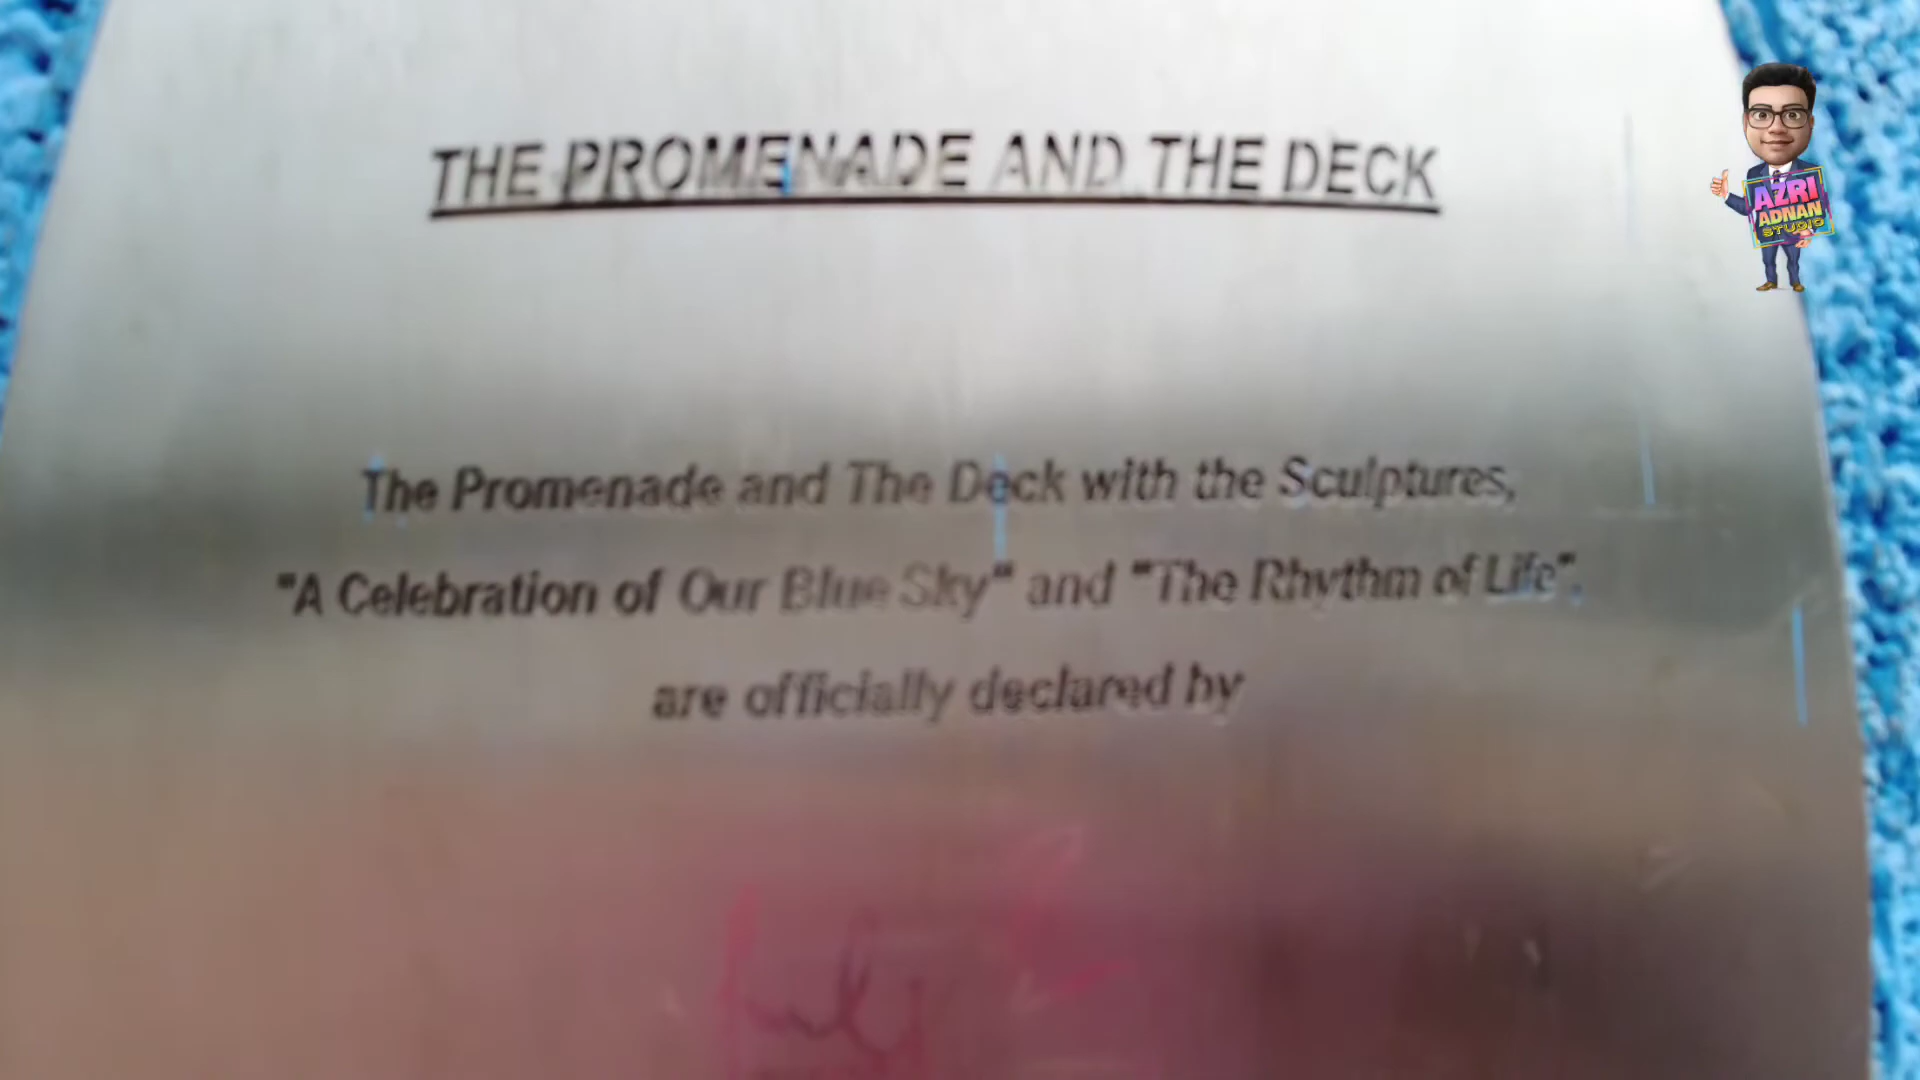 THE PROMENADE AND THE DECK
The Promenade and The Deck with the Sculptures,
"A Celebration of Our Blue Sky" and "The Rhythm of Life",
are officially declared by
AZRI
ADNAN
STUDIO